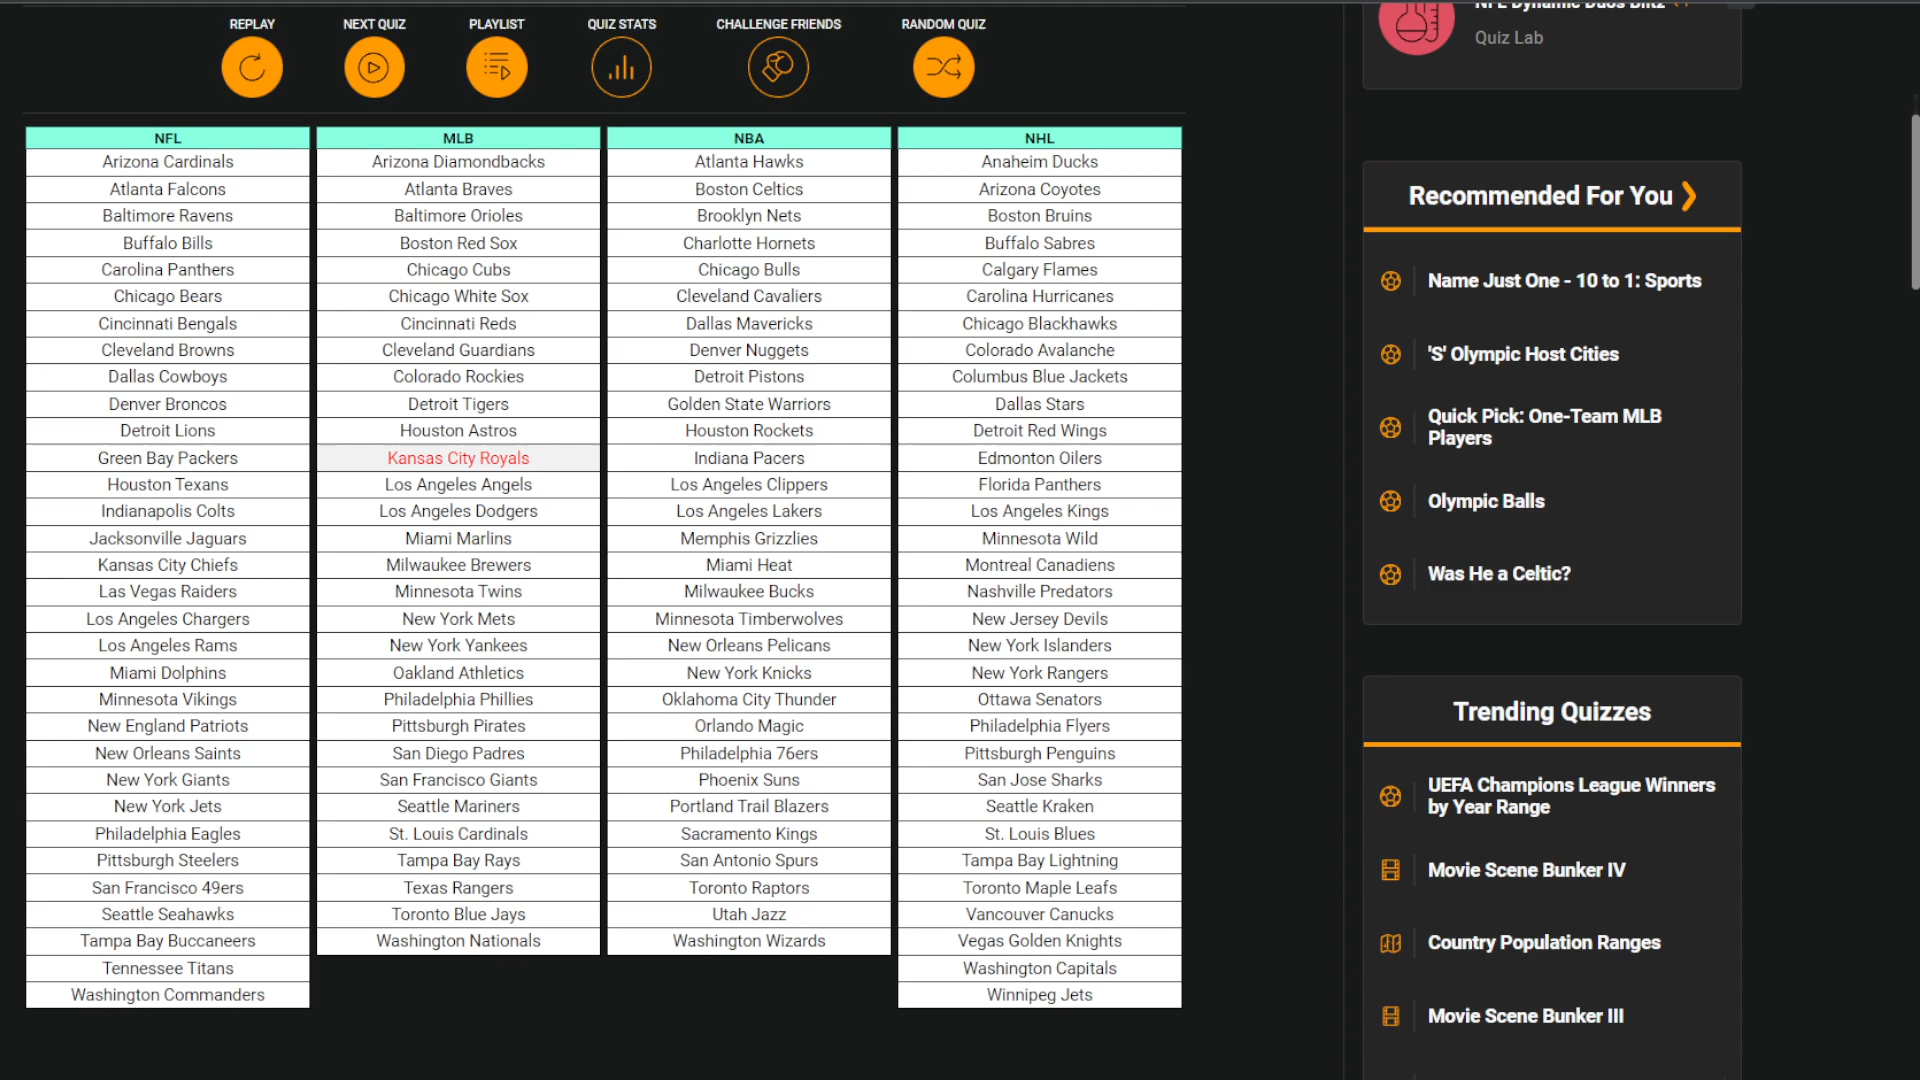 REPLAY
NEXT QUIZ
PLAYLIST
QUIZ STATS
CHALLENGE FRIENDS
RANDOM QUIZ
NFL
Arizona Cardinals
Atlanta Falcons
Baltimore Ravens
Buffalo Bills
Carolina Panthers
Chicago Bears
Cincinnati Bengals
Cleveland Browns
Dallas Cowboys
Denver Broncos
Detroit Lions
Green Bay Packers
Houston Texans
Indianapolis Colts
Jacksonville Jaguars
Kansas City Chiefs
Las Vegas Raiders
Los Angeles Chargers
Los Angeles Rams
Miami Dolphins
Minnesota Vikings
New England Patriots
New Orleans Saints
New York Giants
New York Jets
Philadelphia Eagles
Pittsburgh Steelers
San Francisco 49ers
Seattle Seahawks
Tampa Bay Buccaneers
Tennessee Titans
Washington Commanders
MLB
Arizona Diamondbacks
Atlanta Braves
Baltimore Orioles
Boston Red Sox
Chicago Cubs
Chicago White Sox
Cincinnati Reds
Cleveland Guardians
Colorado Rockies
Detroit Tigers
Houston Astros
Kansas City Royals
Los Angeles Angels
Los Angeles Dodgers
Miami Marlins
Milwaukee Brewers
Minnesota Twins
New York Mets
New York Yankees
Oakland Athletics
Philadelphia Phillies
Pittsburgh Pirates
San Diego Padres
San Francisco Giants
Seattle Mariners
St. Louis Cardinals
Tampa Bay Rays
Texas Rangers
Toronto Blue Jays
Washington Nationals
NBA
Atlanta Hawks
Boston Celtics
Brooklyn Nets
Charlotte Hornets
Chicago Bulls
Cleveland Cavaliers
Dallas Mavericks
Denver Nuggets
Detroit Pistons
Golden State Warriors
Houston Rockets
Indiana Pacers
Los Angeles Clippers
Los Angeles Lakers
Memphis Grizzlies
Miami Heat
Milwaukee Bucks
Minnesota Timberwolves
New Orleans Pelicans
New York Knicks
Oklahoma City Thunder
Orlando Magic
Philadelphia 76ers
Phoenix Suns
Portland Trail Blazers
Sacramento Kings
San Antonio Spurs
Toronto Raptors
Utah Jazz
Washington Wizards
NHL
Anaheim Ducks
Arizona Coyotes
Boston Bruins
Buffalo Sabres
Calgary Flames
Carolina Hurricanes
Chicago Blackhawks
Colorado Avalanche
Columbus Blue Jackets
Dallas Stars
Detroit Red Wings
Edmonton Oilers
Florida Panthers
Los Angeles Kings
Minnesota Wild
Montreal Canadiens
Nashville Predators
New Jersey Devils
New York Islanders
New York Rangers
Ottawa Senators
Philadelphia Flyers
Pittsburgh Penguins
San Jose Sharks
Seattle Kraken
St. Louis Blues
Tampa Bay Lightning
Toronto Maple Leafs
Vancouver Canucks
Vegas Golden Knights
Washington Capitals
Winnipeg Jets
NFL Dynamic Duos Blitz
Quiz Lab
Recommended For You
Name Just One - 10 to 1: Sports
'S' Olympic Host Cities
Quick Pick: One-Team MLB
Players
Olympic Balls
Was He a Celtic?
Trending Quizzes
UEFA Champions League Winners
by Year Range
Movie Scene Bunker IV
Country Population Ranges
Movie Scene Bunker III